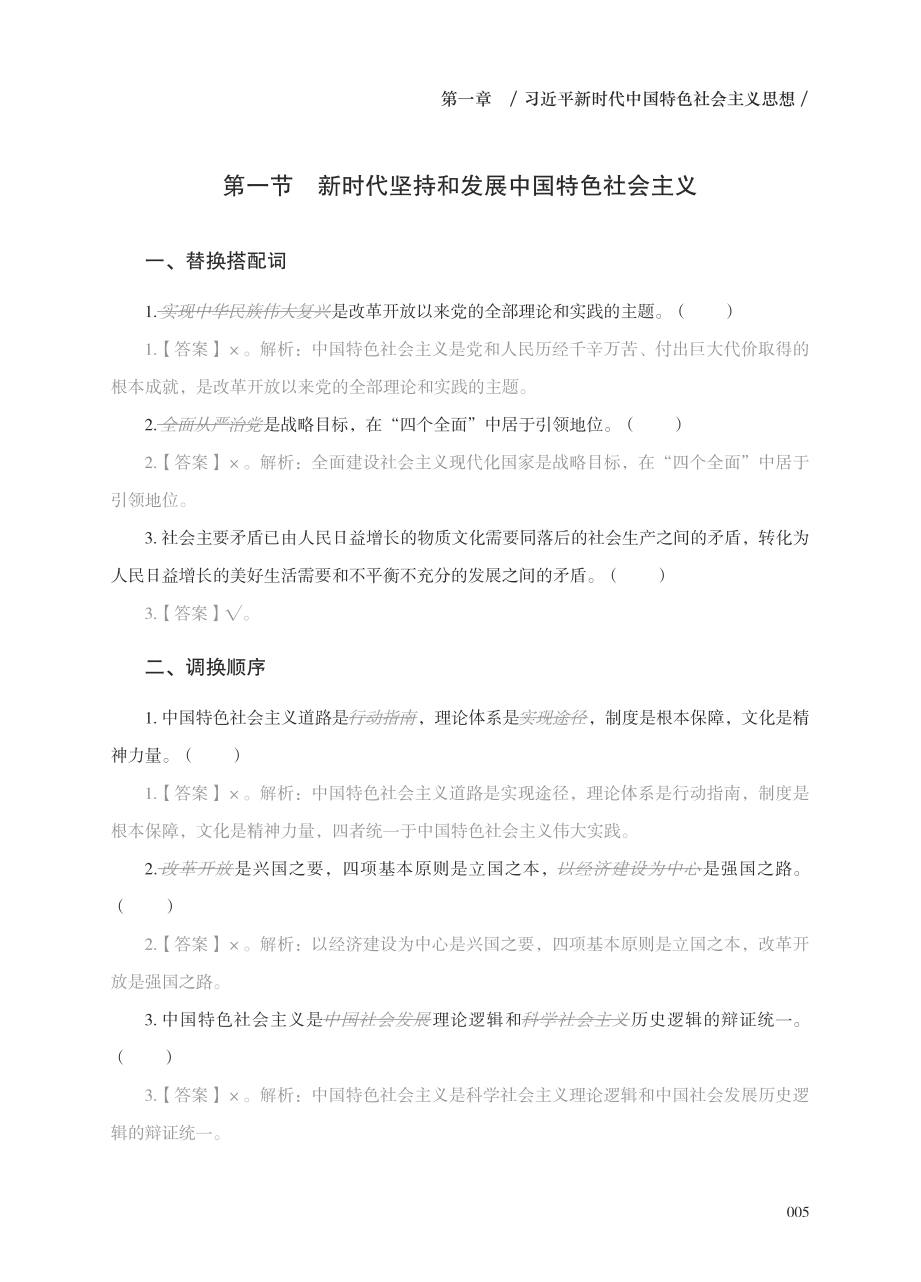 第一章 / 习近平新时代中国特色社会主义思想 /
第一节 新时代坚持和发展中国特色社会主义
一、替换搭配词
1. 实现中华民族伟大复兴是改革开放以来党的全部理论和实践的主题。（　　）
1.【答案】×。解析：中国特色社会主义是党和人民历经千辛万苦、付出巨大代价取得的
根本成就，是改革开放以来党的全部理论和实践的主题。
2. 全面从严治党是战略目标，在“四个全面”中居于引领地位。（　　）
2.【答案】×。解析：全面建设社会主义现代化国家是战略目标，在“四个全面”中居于
引领地位。
3. 社会主要矛盾已由人民日益增长的物质文化需要同落后的社会生产之间的矛盾，转化为
人民日益增长的美好生活需要和不平衡不充分的发展之间的矛盾。（　　）
3.【答案】√。
二、调换顺序
1. 中国特色社会主义道路是行动指南，理论体系是实现途径，制度是根本保障，文化是精
神力量。（　　）
1.【答案】×。解析：中国特色社会主义道路是实现途径，理论体系是行动指南，制度是
根本保障，文化是精神力量，四者统一于中国特色社会主义伟大实践。
2. 改革开放是兴国之要，四项基本原则是立国之本，以经济建设为中心是强国之路。
（　　）
2.【答案】×。解析：以经济建设为中心是兴国之要，四项基本原则是立国之本，改革开
放是强国之路。
3. 中国特色社会主义是中国社会发展理论逻辑和科学社会主义历史逻辑的辩证统一。
（　　）
3.【答案】×。解析：中国特色社会主义是科学社会主义理论逻辑和中国社会发展历史逻
辑的辩证统一。
005